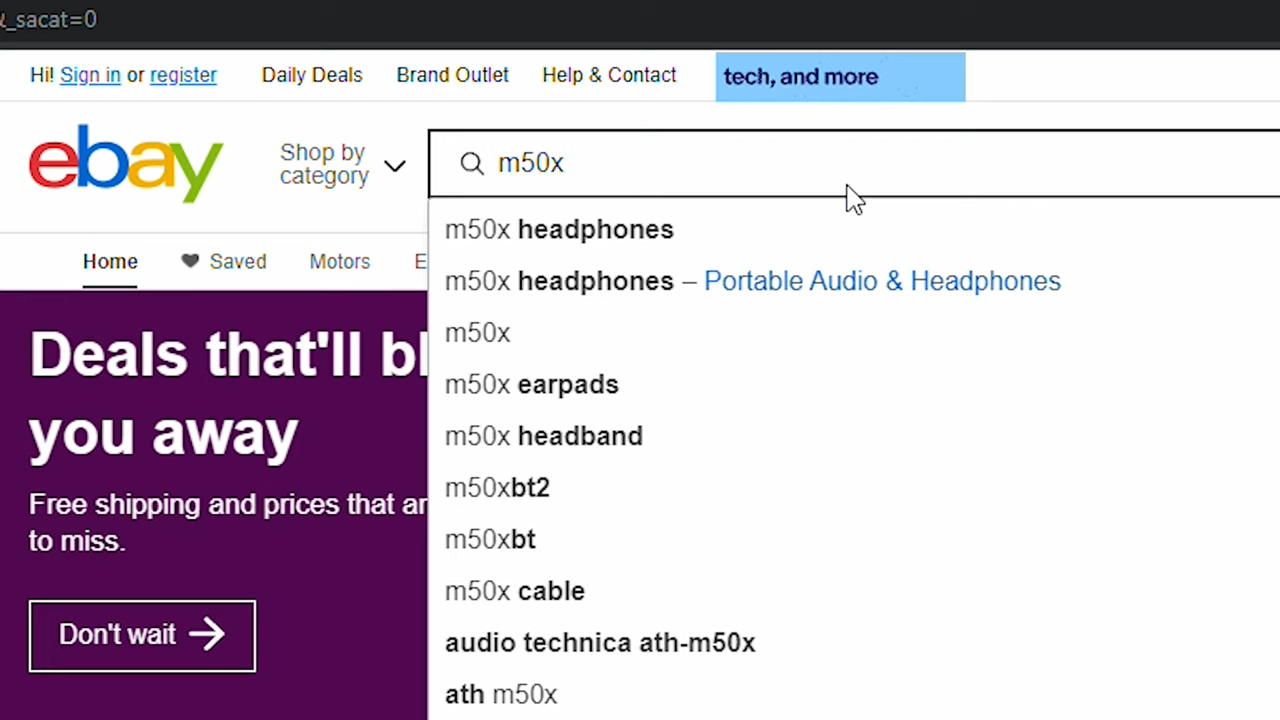 _sacat=0
Hi! Sign in or register Daily Deals Brand Outlet Help & Contact tech, and more
ebay
Shop by
category
m50x
m50x headphones
m50x headphones – Portable Audio & Headphones
m50x
m50x earpads
m50x headband
m50xbt2
m50xbt
m50x cable
audio technica ath-m50x
ath m50x
Home Saved Motors E
Deals that'll bl
you away
Free shipping and prices that ar
to miss.
Don't wait